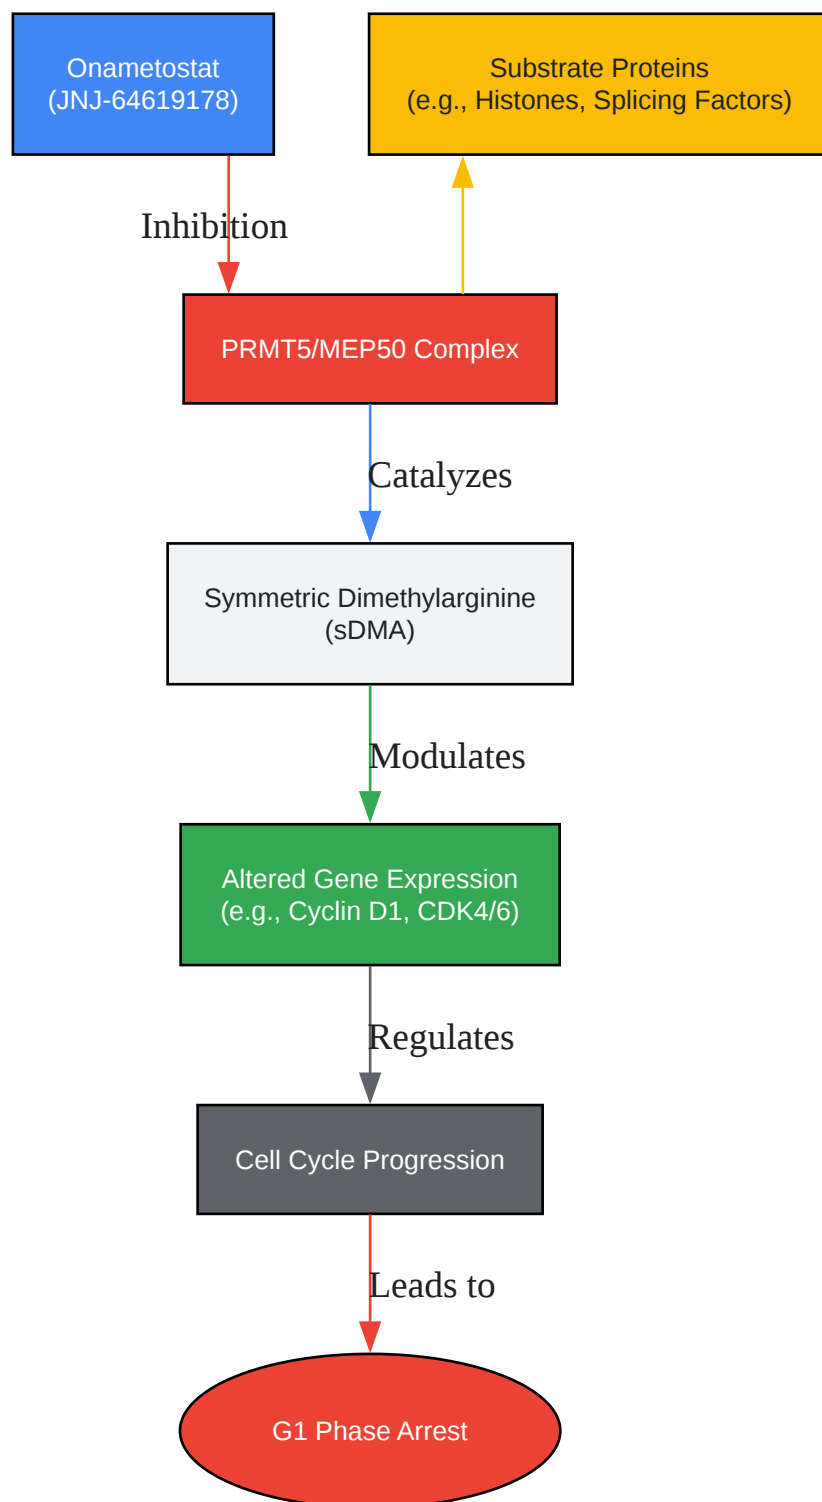 Onametostat
(JNJ-64619178)
Substrate Proteins
(e.g., Histones, Splicing Factors)
Inhibition
PRMT5/MEP50 Complex
Catalyzes
Symmetric Dimethylarginine
(sDMA)
Modulates
Altered Gene Expression
(e.g., Cyclin D1, CDK4/6)
Regulates
Cell Cycle Progression
Leads to
G1 Phase Arrest